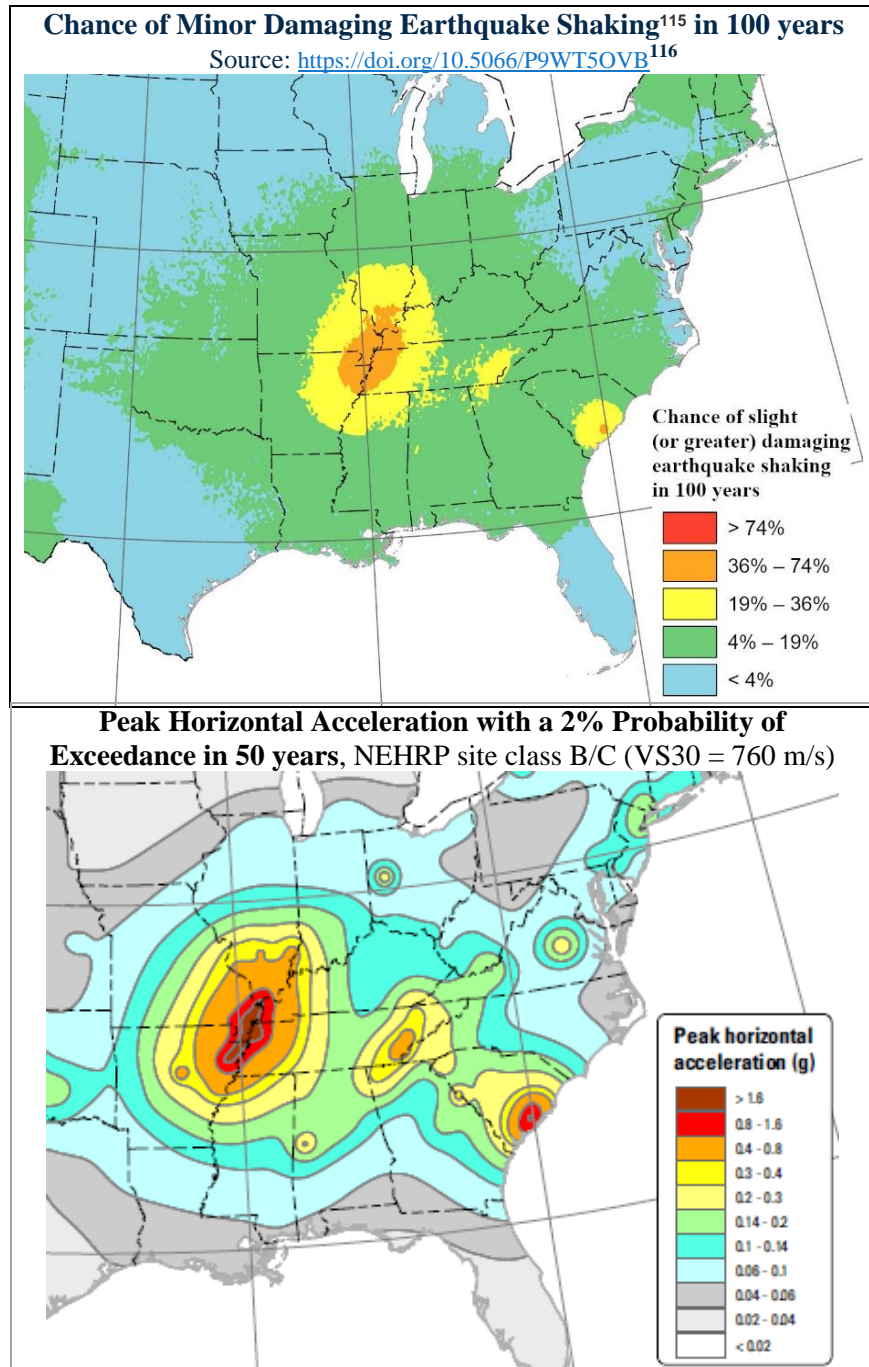 Chance of Minor Damaging Earthquake Shaking115 in 100 years
Source: https://doi.org/10.5066/P9WT5OVB116
Chance of slight
(or greater) damaging
earthquake shaking
in 100 years
> 74%
36% – 74%
19% – 36%
4% – 19%
< 4%
Peak Horizontal Acceleration with a 2% Probability of
Exceedance in 50 years, NEHRP site class B/C (VS30 = 760 m/s)
Peak horizontal
acceleration (g)
> 1.6
0.8 - 1.6
0.4 - 0.8
0.3 - 0.4
0.2 - 0.3
0.14 - 0.2
0.1 - 0.14
0.06 - 0.1
0.04 - 0.06
0.02 - 0.04
< 0.02